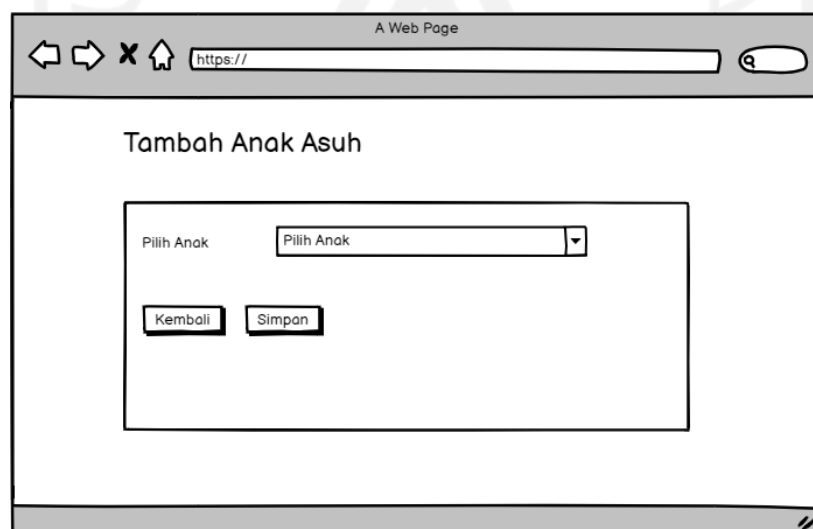 A Web Page
https://
Tambah Anak Asuh
Pilih Anak
Pilih Anak
Kembali
Simpan